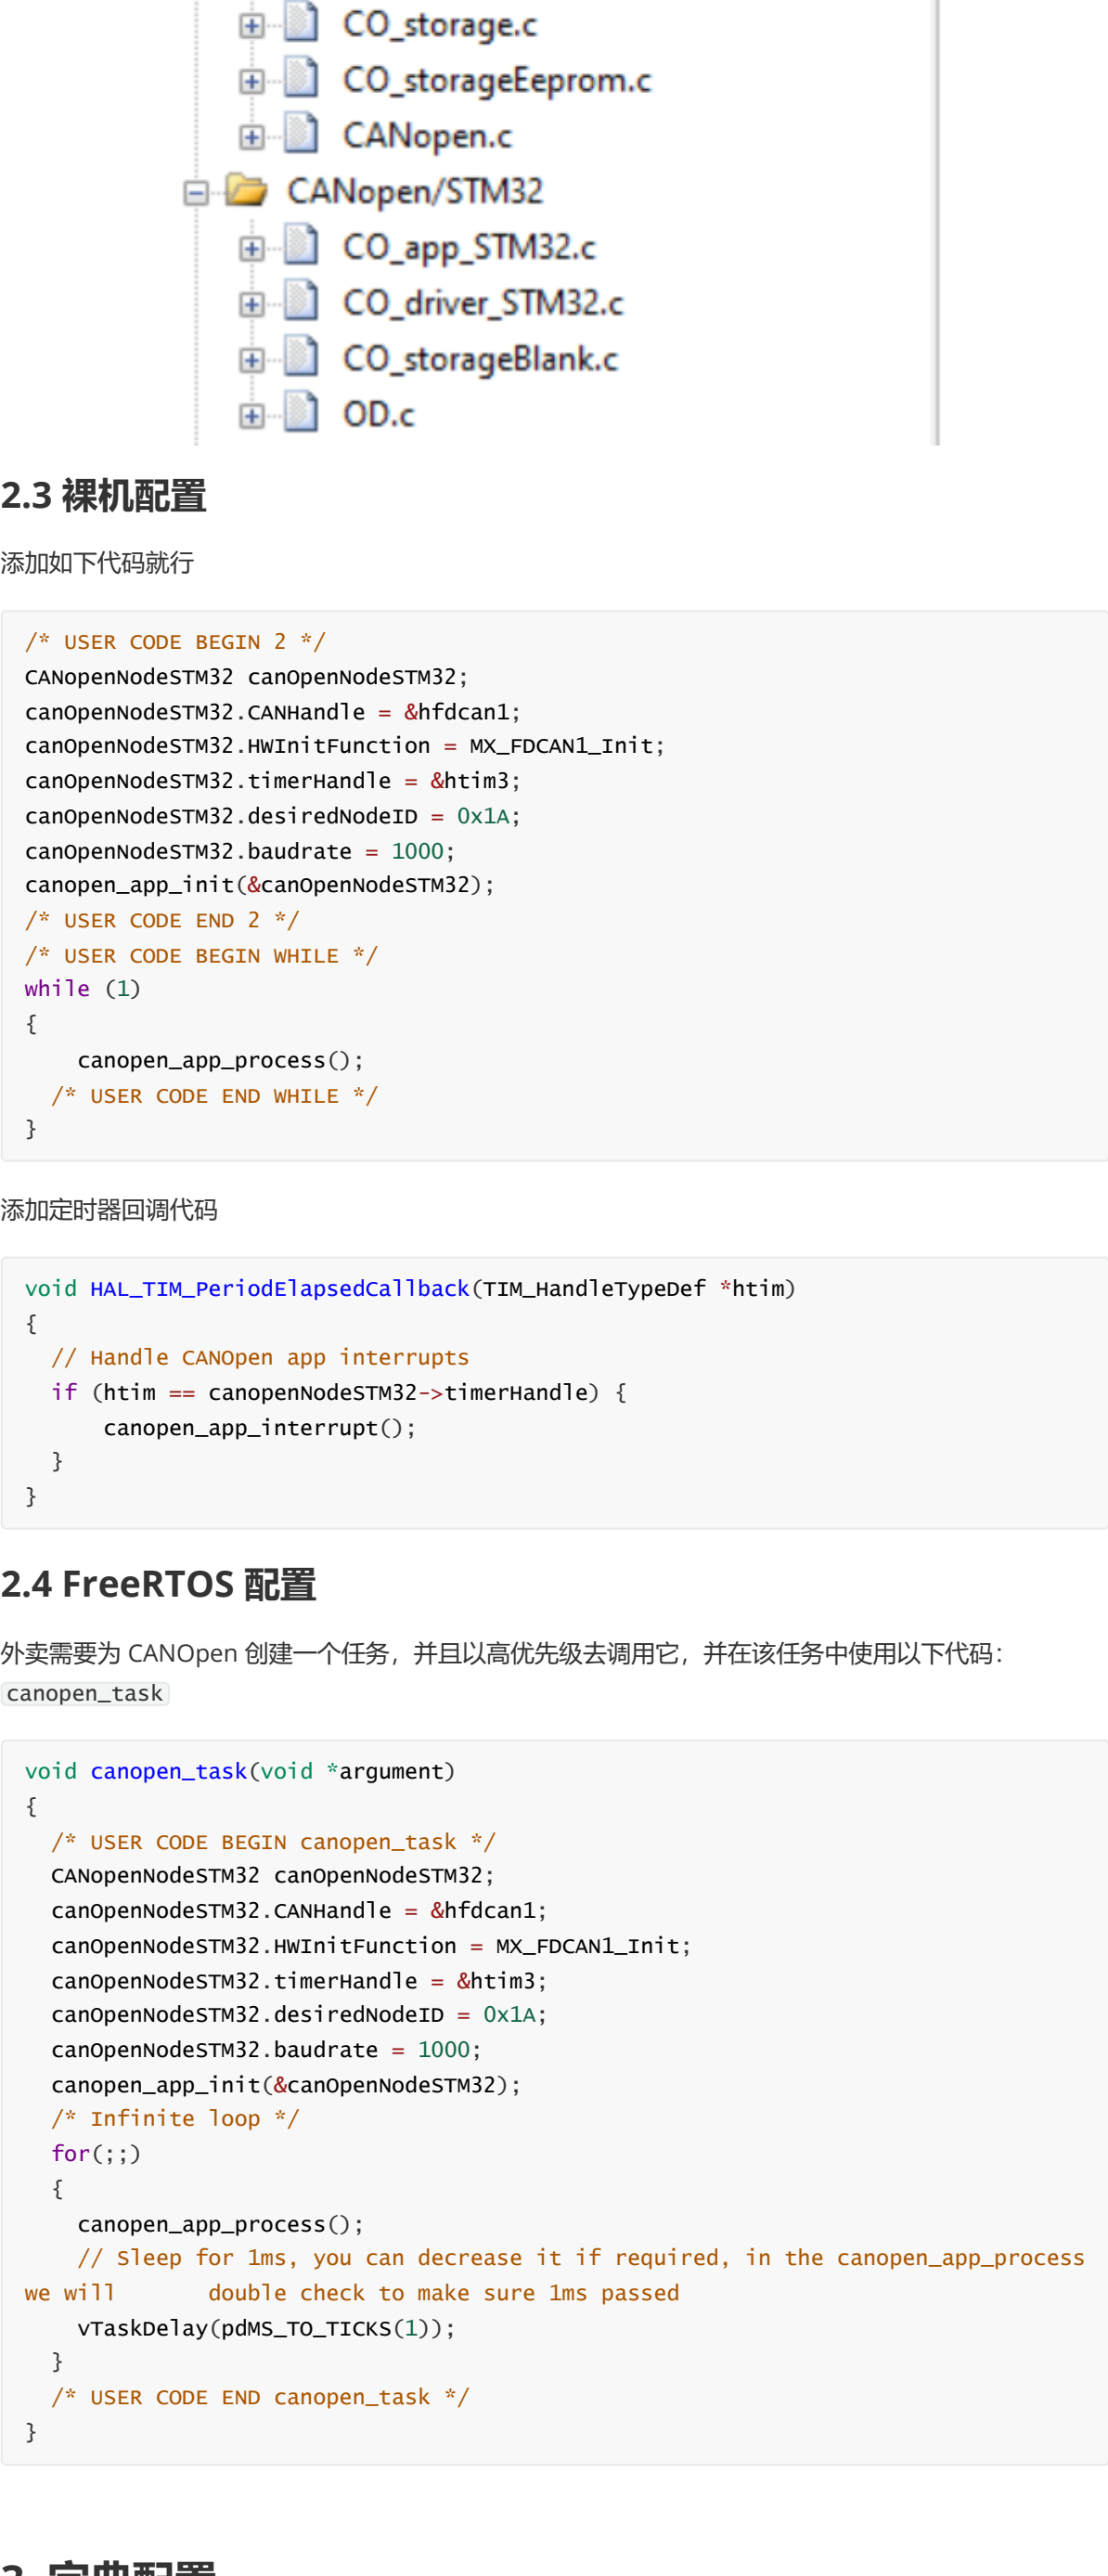 CO_storage.c
CO_storageEeprom.c
CANopen.c
CANopen/STM32
CO_app_STM32.c
CO_driver_STM32.c
CO_storageBlank.c
OD.c
2.3 裸机配置
添加如下代码就行
/* USER CODE BEGIN 2 */
CANopenNodeSTM32 canOpenNodeSTM32;
canOpenNodeSTM32.CANHandle = &hfdcan1;
canOpenNodeSTM32.HWInitFunction = MX_FDCAN1_Init;
canOpenNodeSTM32.timerHandle = &htim3;
canOpenNodeSTM32.desiredNodeID = 0x1A;
canOpenNodeSTM32.baudrate = 1000;
canopen_app_init(&canOpenNodeSTM32);
/* USER CODE END 2 */
/* USER CODE BEGIN WHILE */
while (1)
{
    canopen_app_process();
  /* USER CODE END WHILE */
}
添加定时器回调代码
void HAL_TIM_PeriodElapsedCallback(TIM_HandleTypeDef *htim)
{
  // Handle CANOpen app interrupts
  if (htim == canopenNodeSTM32->timerHandle) {
      canopen_app_interrupt();
  }
}
2.4 FreeRTOS 配置
外卖需要为 CANOpen 创建一个任务，并且以高优先级去调用它，并在该任务中使用以下代码：
canopen_task
void canopen_task(void *argument)
{
  /* USER CODE BEGIN canopen_task */
  CANopenNodeSTM32 canOpenNodeSTM32;
  canOpenNodeSTM32.CANHandle = &hfdcan1;
  canOpenNodeSTM32.HWInitFunction = MX_FDCAN1_Init;
  canOpenNodeSTM32.timerHandle = &htim3;
  canOpenNodeSTM32.desiredNodeID = 0x1A;
  canOpenNodeSTM32.baudrate = 1000;
  canopen_app_init(&canOpenNodeSTM32);
  /* Infinite loop */
  for(;;)
  {
    canopen_app_process();
    // Sleep for 1ms, you can decrease it if required, in the canopen_app_process
we will       double check to make sure 1ms passed
    vTaskDelay(pdMS_TO_TICKS(1));
  }
  /* USER CODE END canopen_task */
}